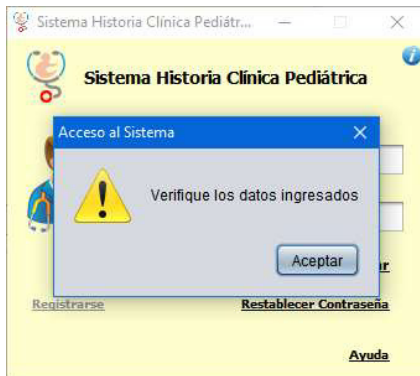 Sistema Historia Clínica Pediátr...
Sistema Historia Clínica Pediátrica
Acceso al Sistema
Verifique los datos ingresados
Aceptar
Registrarse
Restablecer Contraseña
Ayuda